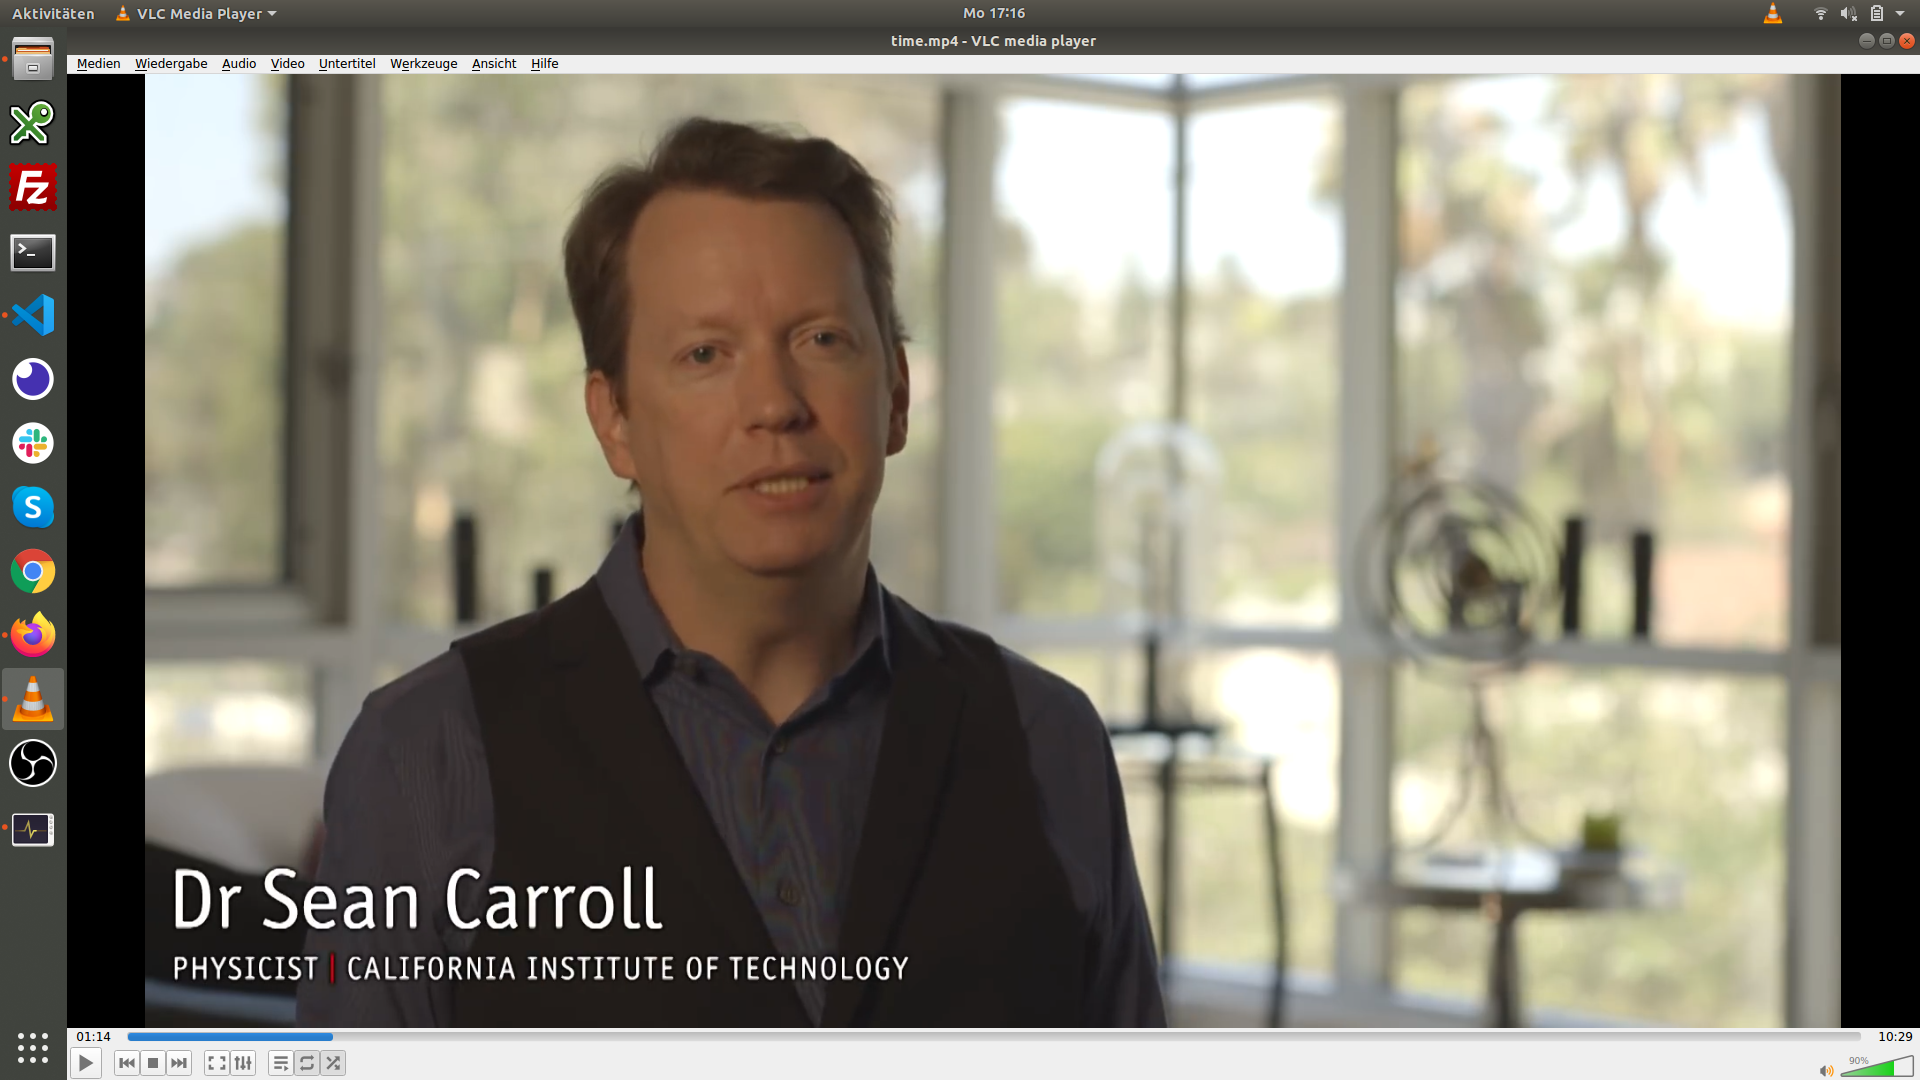 Aktivitäten VLC Media Player Mo 17:16
time.mp4 - VLC media player
Medien Wiedergabe Audio Video Untertitel Werkzeuge Ansicht Hilfe
Fz
>_
S
Dr Sean Carroll
PHYSICIST | CALIFORNIA INSTITUTE OF TECHNOLOGY
01:14 10:29
90%